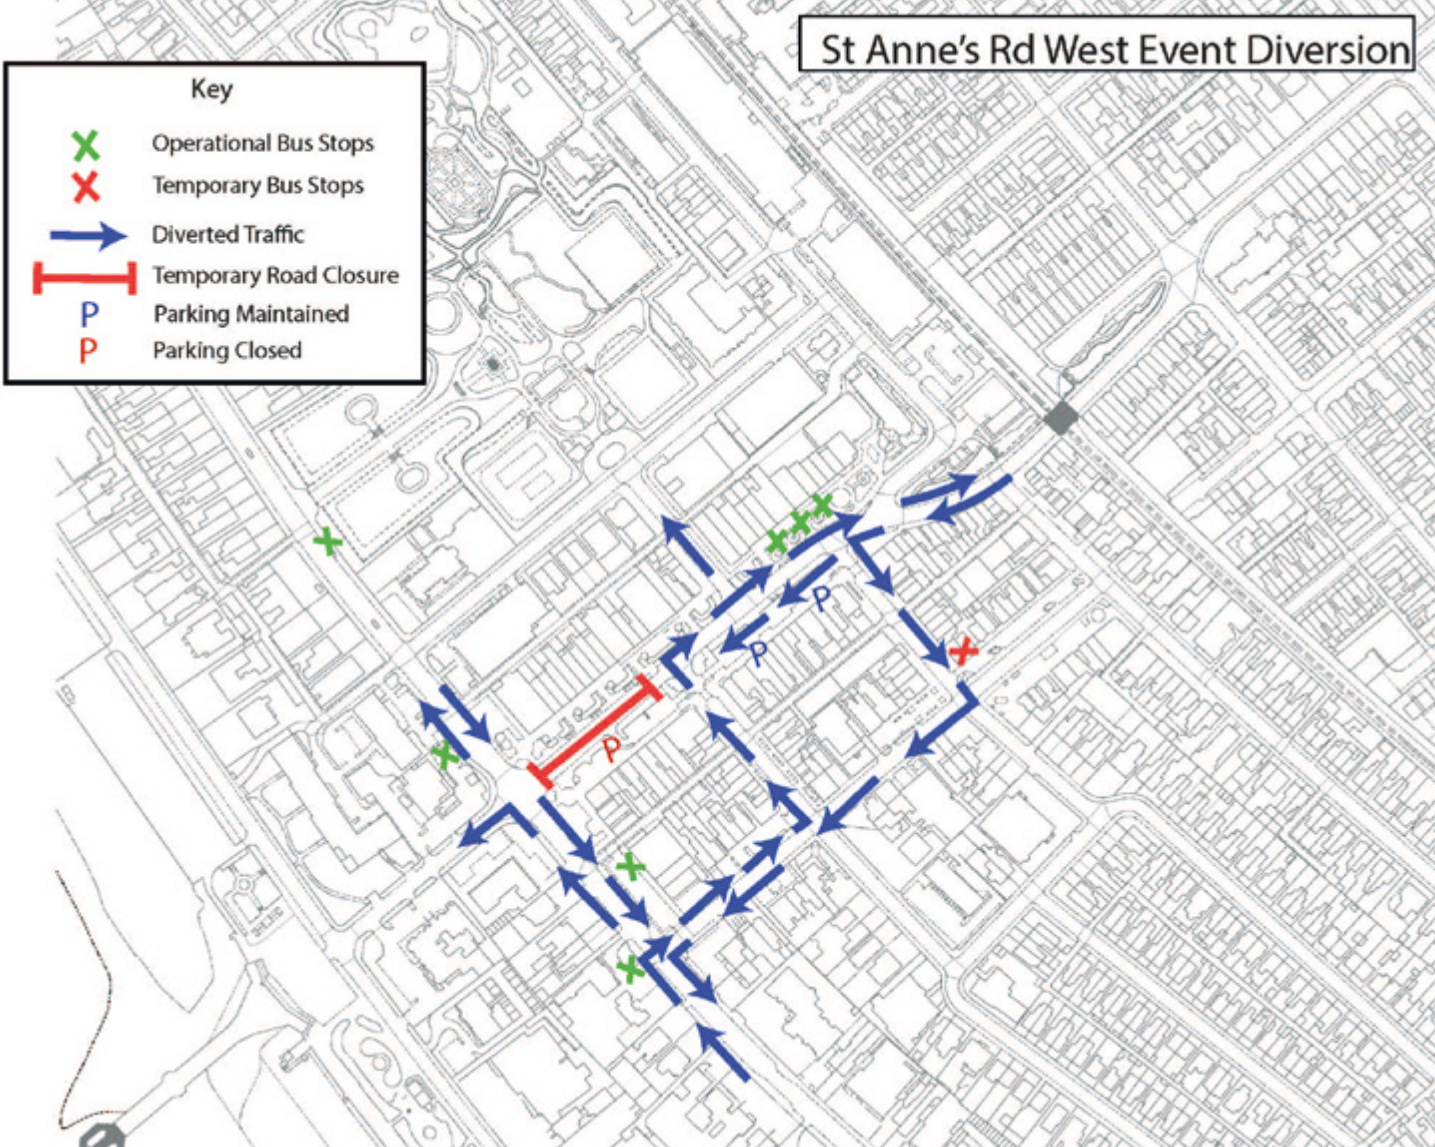 St Anne's Rd West Event Diversion
Key
Operational Bus Stops
Temporary Bus Stops
Diverted Traffic
Temporary Road Closure
P Parking Maintained
P Parking Closed
P
P
P